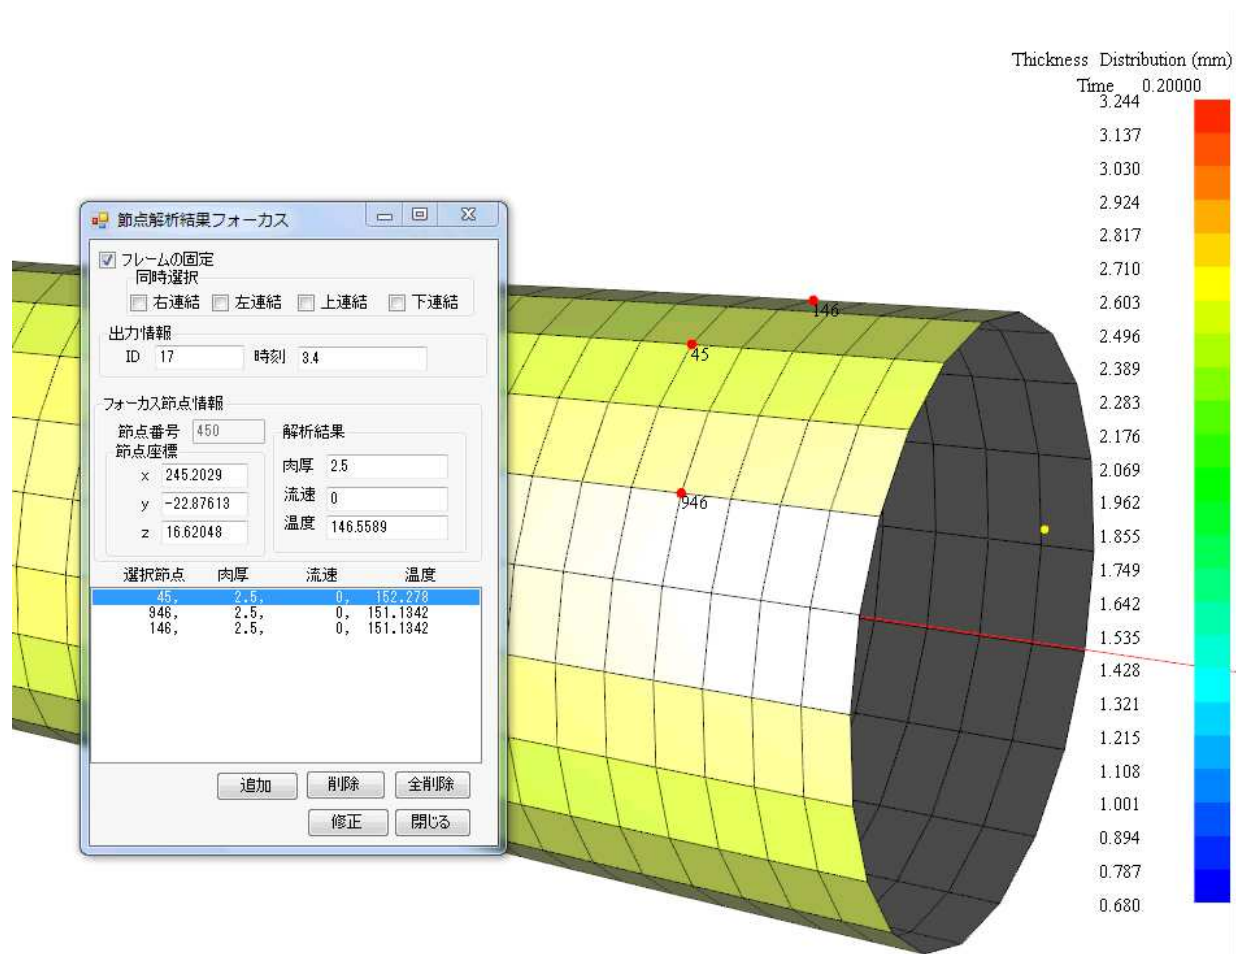 Thickness Distribution (mm)
Time 0.20000
3.244
3.137
3.030
2.924
2.817
2.710
2.603
2.496
2.389
2.283
2.176
2.069
1.962
1.855
1.749
1.642
1.535
1.428
1.321
1.215
1.108
1.001
0.894
0.787
0.680
146
45
946
節点解析結果フォーカス
フレームの固定
同時選択
右連結 左連結 上連結 下連結
出力情報
ID 17 時刻 3.4
フォーカス節点情報
節点番号 450
節点座標
x 245.2029
y -22.87613
z 16.62048
解析結果
肉厚 2.5
流速 0
温度 146.5589
選択節点 肉厚 流速 温度
45, 2.5, 0, 152.278
946, 2.5, 0, 151.1342
146, 2.5, 0, 151.1342
追加 削除 全削除
修正 閉じる